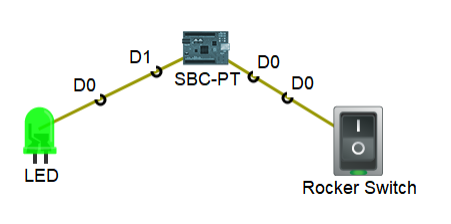 D1
D0
SBC-PT
D0
D0
LED
Rocker Switch